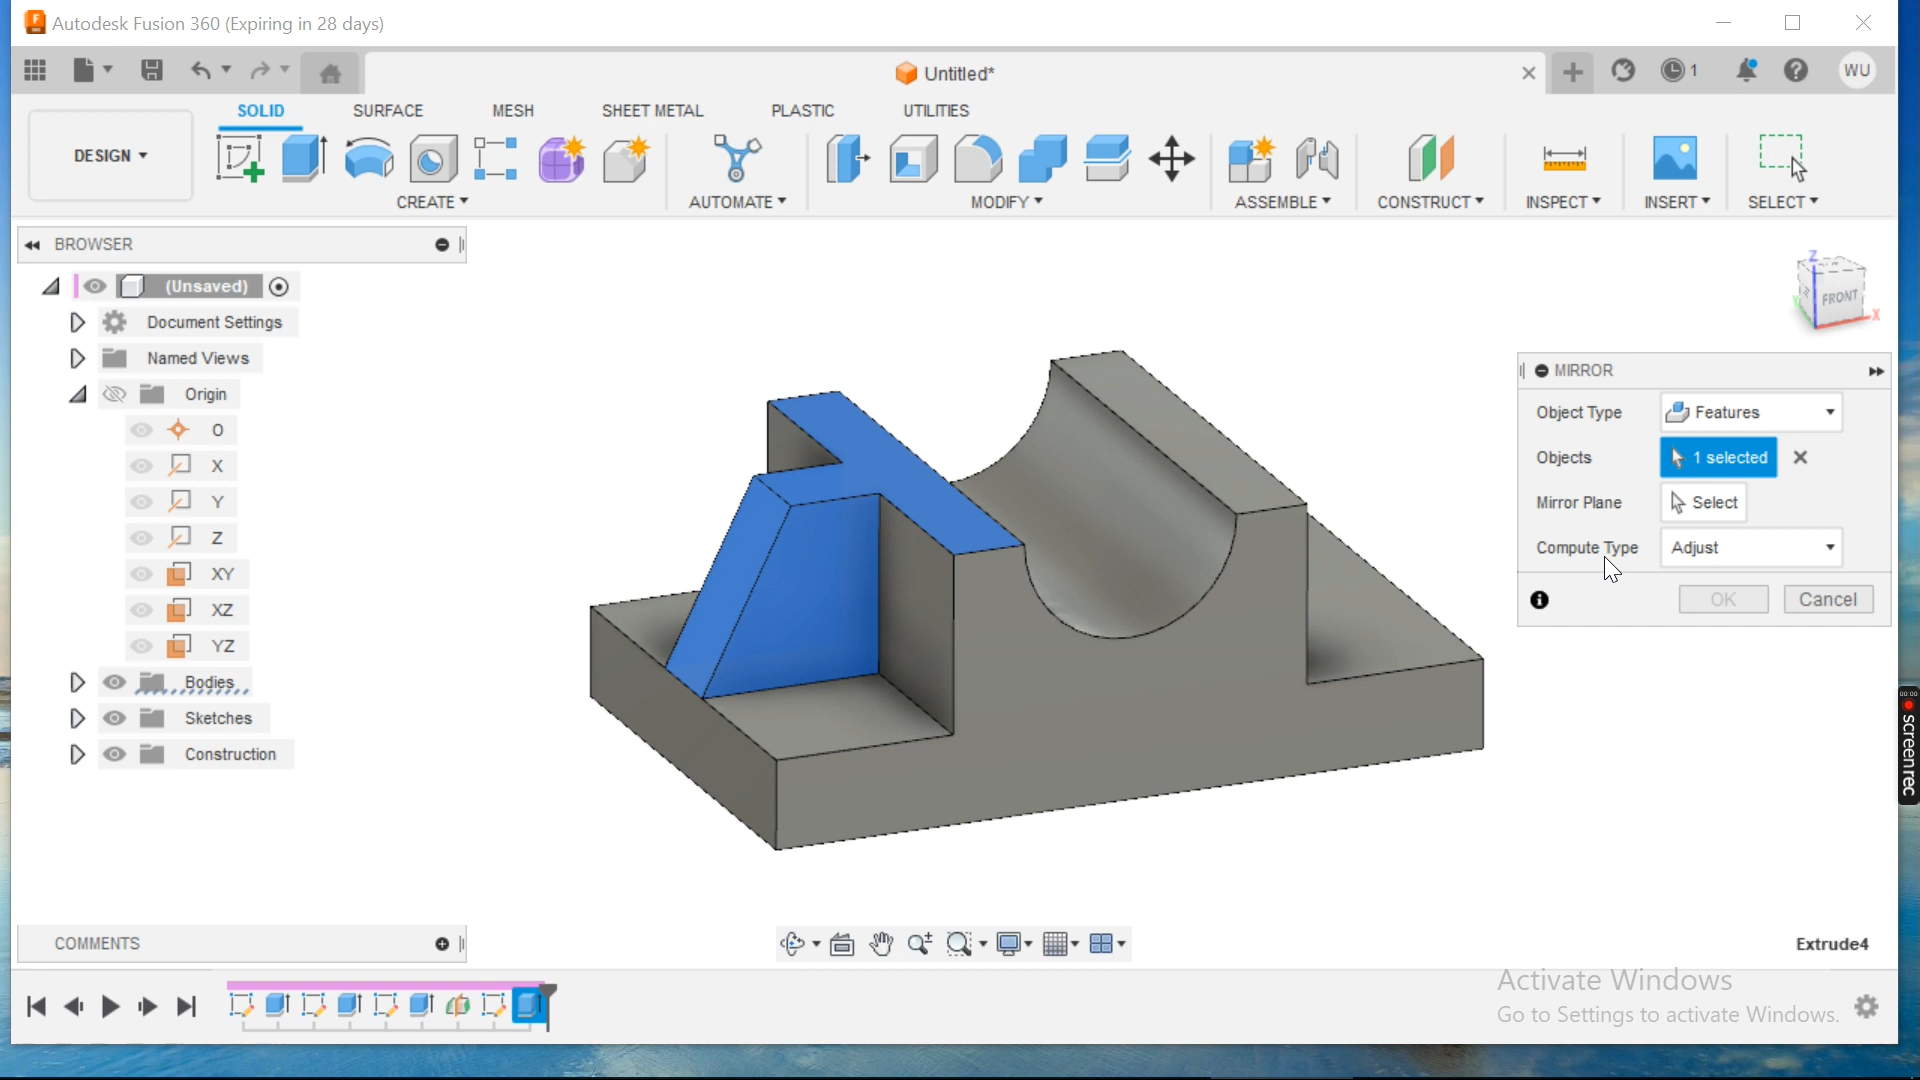 Autodesk Fusion 360 (Expiring in 28 days)
Untitled*
1
WU
SOLID SURFACE MESH SHEET METAL PLASTIC UTILITIES
DESIGN
CREATE AUTOMATE MODIFY ASSEMBLE CONSTRUCT INSPECT INSERT SELECT
BROWSER
(Unsaved)
Document Settings
Named Views
Origin
O
X
Y
Z
XY
XZ
YZ
Bodies
Sketches
Construction
Z
FRONT
X
MIRROR
Object Type Features
Objects 1 selected
Mirror Plane Select
Compute Type Adjust
OK Cancel
00:00
screenrec
COMMENTS
Extrude4
Activate Windows
Go to Settings to activate Windows.